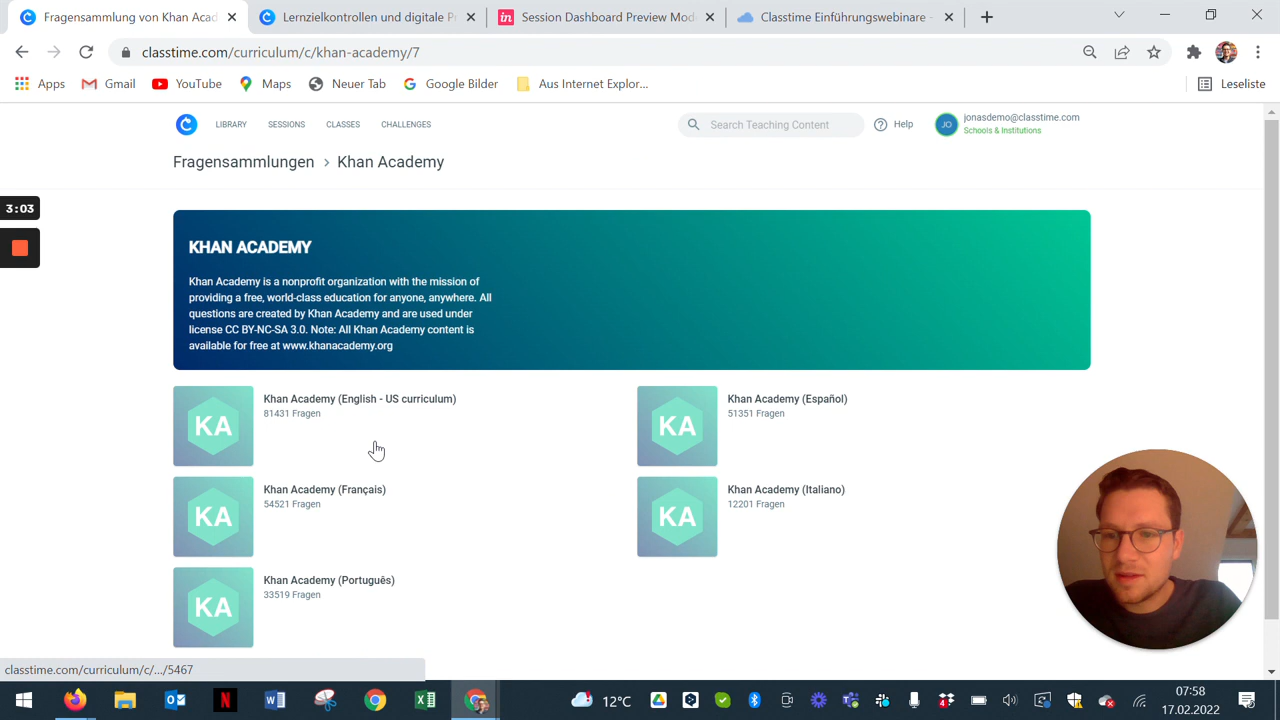 Fragensammlung von Khan Acad
Lernzielkontrollen und digitale P
in
Session Dashboard Preview Mod
Classtime Einführungswebinare -
classtime.com/curriculum/c/khan-academy/7
Apps
Gmail
YouTube
Maps
Neuer Tab
Google Bilder
Aus Internet Explor...
Leseliste
LIBRARY
SESSIONS
CLASSES
CHALLENGES
Search Teaching Content
Help
JO
jonasdemo@classtime.com
Schools & Institutions
Fragensammlungen > Khan Academy
3:03
KHAN ACADEMY
Khan Academy is a nonprofit organization with the mission of
providing a free, world-class education for anyone, anywhere. All
questions are created by Khan Academy and are used under
license CC BY-NC-SA 3.0. Note: All Khan Academy content is
available for free at www.khanacademy.org
KA
Khan Academy (English - US curriculum)
81431 Fragen
KA
Khan Academy (Español)
51351 Fragen
KA
Khan Academy (Français)
54521 Fragen
KA
Khan Academy (Italiano)
12201 Fragen
KA
Khan Academy (Português)
33519 Fragen
classtime.com/curriculum/c/.../5467
12°C
07:58
17.02.2022